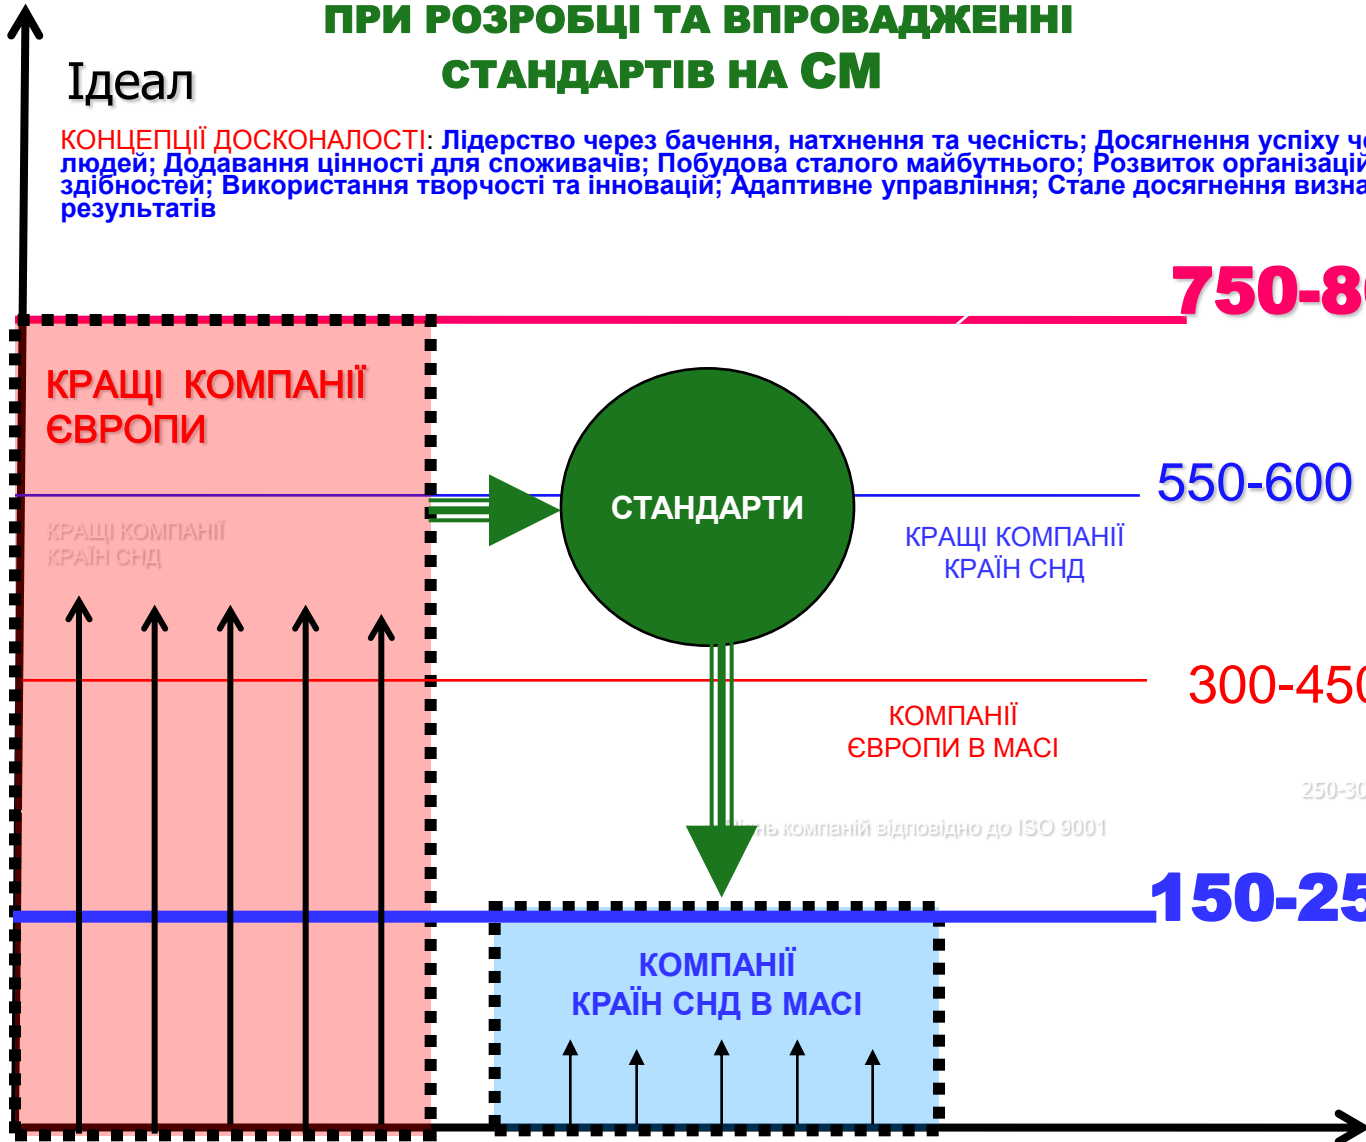 ПРИ РОЗРОБЦІ ТА ВПРОВАДЖЕННІ
СТАНДАРТІВ НА СМ
Ідеал
КОНЦЕПЦІЇ ДОСКОНАЛОСТІ: Лідерство через бачення, натхнення та чесність; Досягнення успіху
людей; Додавання цінності для споживачів; Побудова сталого майбутнього; Розвиток
здібностей; Використання творчості та інновацій; Адаптивне управління; Стале досягнення
результатів
КРАЩІ КОМПАНІЇ
ЄВРОПИ
550-600
СТАНДАРТИ
КРАЩІ КОМПАНІЇ
КРАЇН СНД
КРАЩІ КОМПАНІЇ
КРАЇН СНД
КОМПАНІЇ
ЄВРОПИ В МАСІ
компаній відповідно до ISO 9001
КОМПАНІЇ
КРАЇН СНД В МАСІ